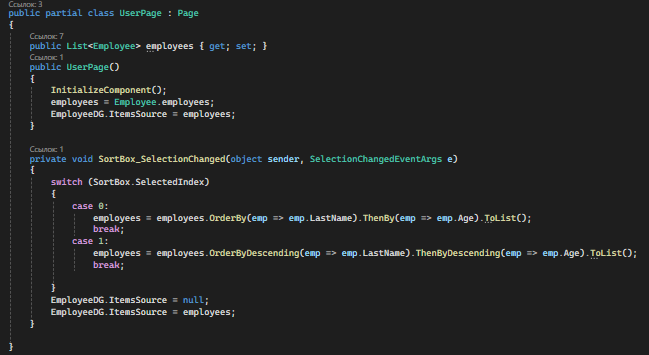 Ссылок: 3
public partial class UserPage : Page
{
Ссылок: 7
public List<Employee> employees { get; set; }
Ссылок: 1
public UserPage()
{
InitializeComponent();
employees = Employee.employees;
EmployeeDG.ItemsSource = employees;
}
Ссылок: 1
private void SortBox_SelectionChanged(object sender, SelectionChangedEventArgs e)
{
switch (SortBox.SelectedIndex)
{
case 0:
employees = employees.OrderBy(emp => emp.LastName).ThenBy(emp => emp.Age).ToList();
break;
case 1:
employees = employees.OrderByDescending(emp => emp.LastName).ThenByDescending(emp => emp.Age).ToList();
break;
}
EmployeeDG.ItemsSource = null;
EmployeeDG.ItemsSource = employees;
}
}